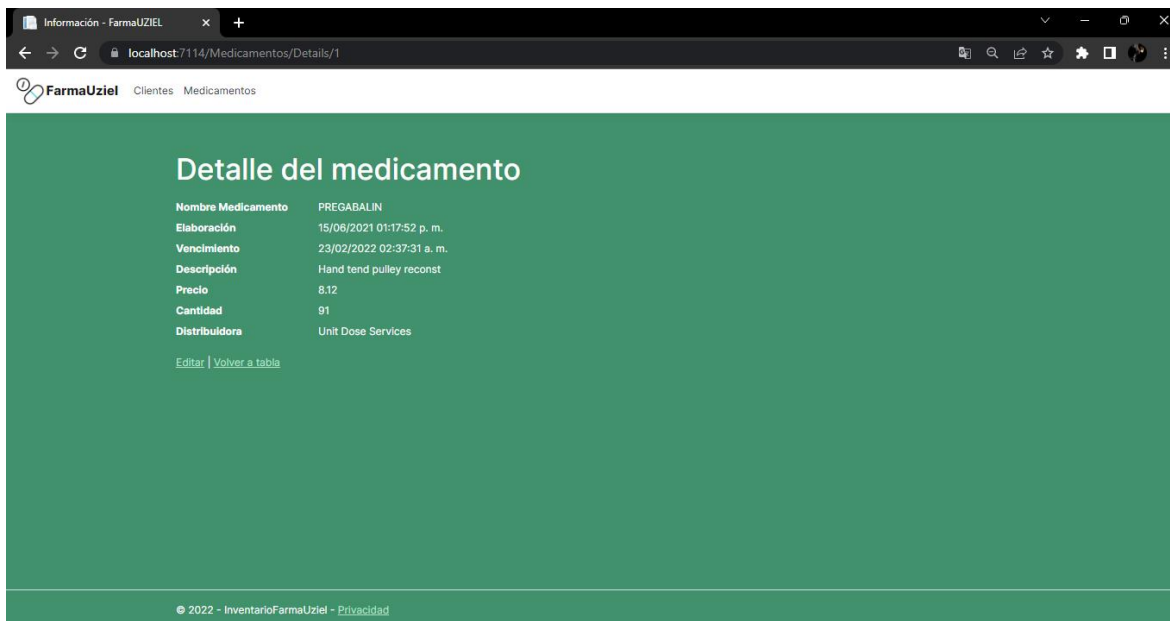 Información - FarmaUZIEL
localhost:7114/Medicamentos/Details/1
FarmaUziel Clientes Medicamentos
Detalle del medicamento
Nombre Medicamento PREGABALIN
Elaboración 15/06/2021 01:17:52 p. m.
Vencimiento 23/02/2022 02:37:31 a. m.
Descripción Hand tend pulley reconst
Precio 8.12
Cantidad 91
Distribuidora Unit Dose Services
Editar | Volver a tabla
© 2022 - InventarioFarmaUziel - Privacidad